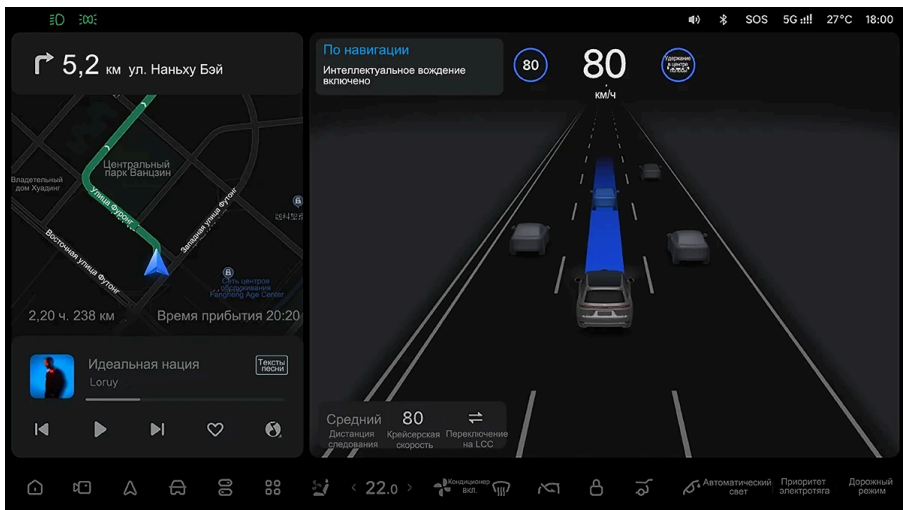 SOS 5G 27°C 18:00
5,2 км ул. Наньху Бэй
По навигации
Интеллектуальное вождение
включено
80
80
км/ч
Удержание
в центре
полосы
Центральный
парк Ванцзин
Владетельный
дом Хуадинг
Улица Фуронг
Западная улица Футонг
Восточная улица Футонг
Сеть центров
обслуживания
Fangheng Age Center
2,20 ч. 238 км
Время прибытия 20:20
Идеальная нация
Loruy
Тексты
песни
Средний
Дистанция
следования
80
Крейсерская
скорость
Переключение
на LCC
22.0
Кондиционер
вкл.
Автоматический
свет
Приоритет
электротяга
Дорожный
режим